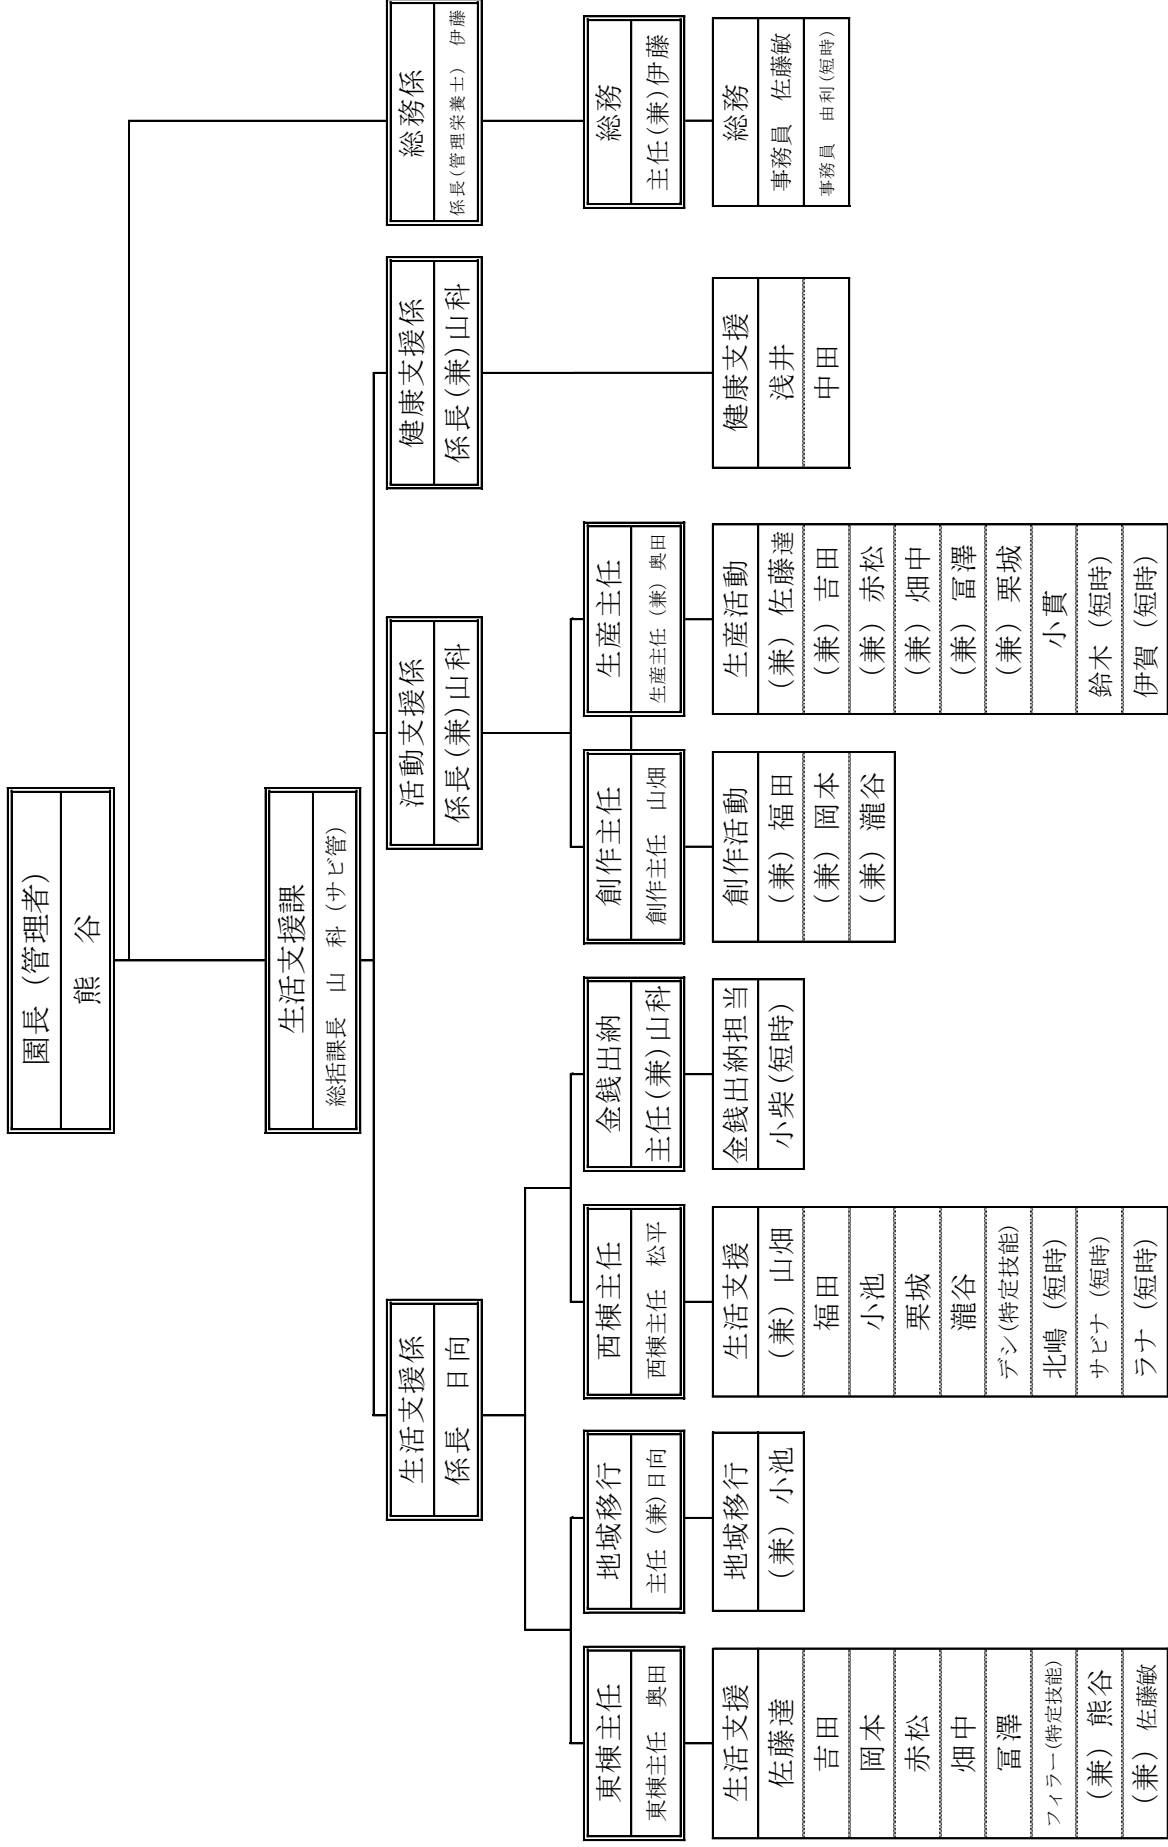 園長（管理者）
熊　谷
生活支援課
総括課長　山　科（サビ管）
生活支援係
係長　日向
活動支援係
係長(兼)山科
健康支援係
係長(兼)山科
総務係
係長(管理栄養士)　伊藤
東棟主任
東棟主任　奥田
地域移行
主任（兼)日向
西棟主任
西棟主任　松平
金銭出納
主任(兼)山科
創作主任
創作主任　山畑
生産主任
生産主任（兼）奥田
総務
主任(兼)伊藤
生活支援
佐藤達
吉田
岡本
赤松
畑中
冨澤
フィラー(特定技能)
（兼）熊谷
（兼）佐藤敏
地域移行
（兼）小池
生活支援
（兼）山畑
福田
小池
栗城
瀧谷
デシ(特定技能)
北嶋（短時）
サビナ（短時）
ラナ（短時）
金銭出納担当
小柴(短時)
創作活動
（兼）福田
（兼）岡本
（兼）瀧谷
生産活動
（兼）佐藤達
（兼）吉田
（兼）赤松
（兼）畑中
（兼）冨澤
（兼）栗城
小貫
鈴木（短時）
伊賀（短時）
健康支援
浅井
中田
総務
事務員　佐藤敏
事務員　由利(短時)